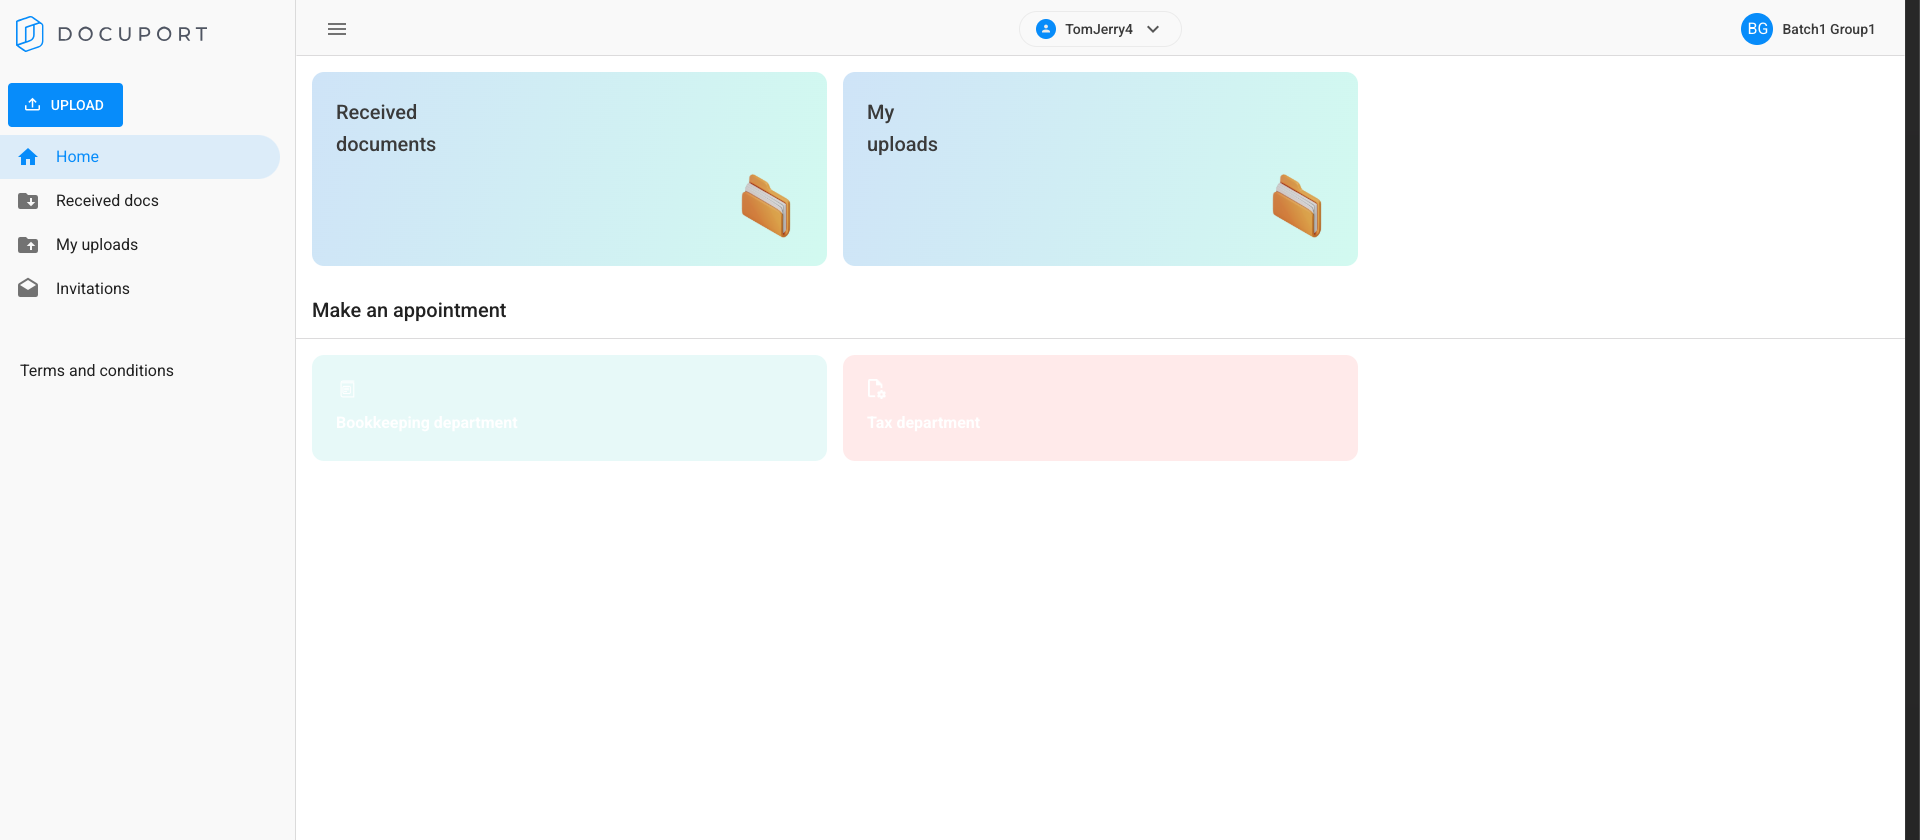 DOCUPORT
TomJerry4
BG Batch1 Group1
UPLOAD
Home
Received docs
My uploads
Invitations
Terms and conditions
Received
documents
My
uploads
Make an appointment
Bookkeeping department
Tax department